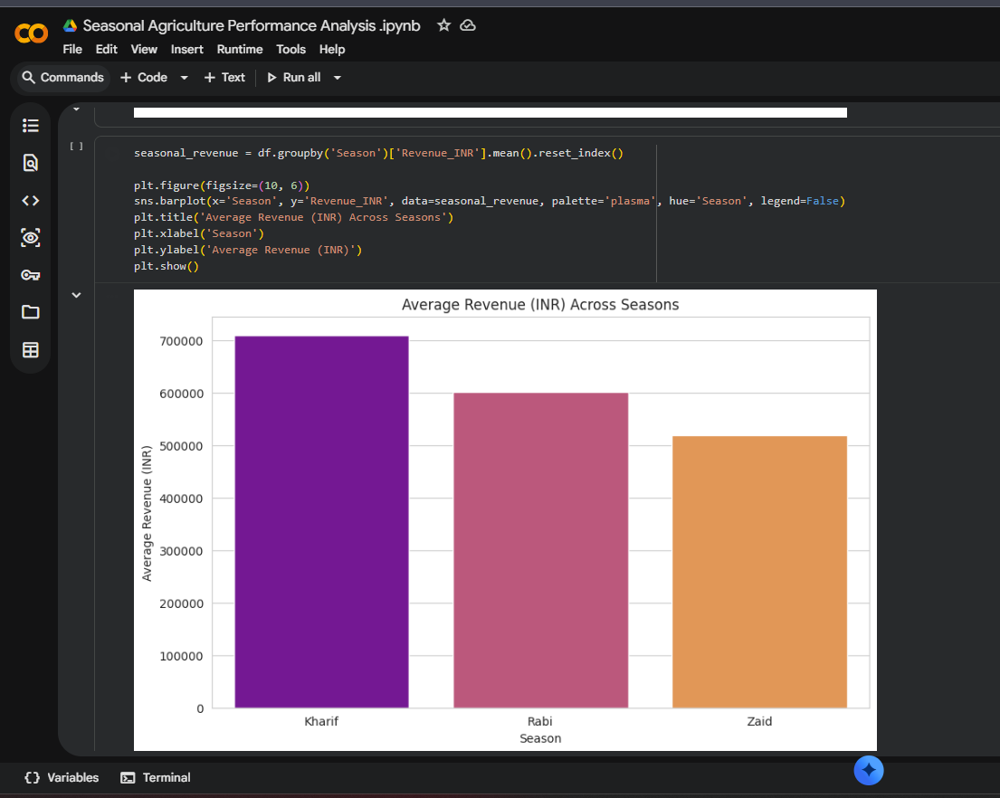 Seasonal Agriculture Performance Analysis .ipynb
File Edit View Insert Runtime Tools Help
Commands + Code + Text Run all
[ ]
seasonal_revenue = df.groupby('Season')['Revenue_INR'].mean().reset_index()
plt.figure(figsize=(10, 6))
sns.barplot(x='Season', y='Revenue_INR', data=seasonal_revenue, palette='plasma', hue='Season', legend=False)
plt.title('Average Revenue (INR) Across Seasons')
plt.xlabel('Season')
plt.ylabel('Average Revenue (INR)')
plt.show()
Average Revenue (INR) Across Seasons
Average Revenue (INR)
700000
600000
500000
400000
300000
200000
100000
0
Kharif Rabi Zaid
Season
Variables Terminal